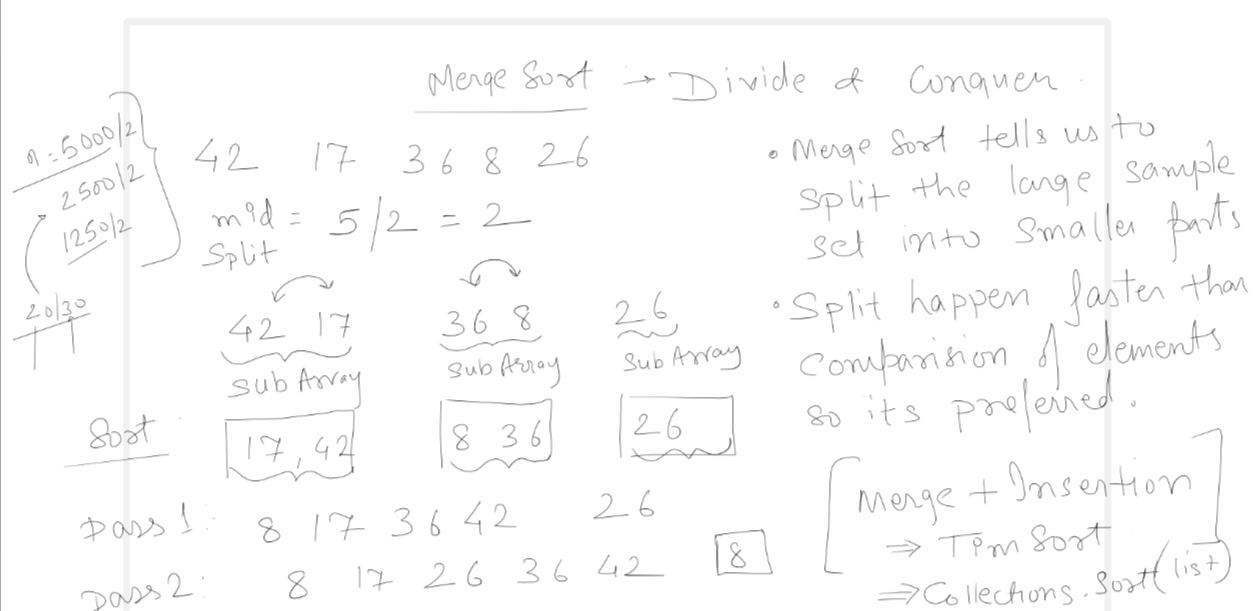 Merge Sort → Divide & Conquer.
n = 5000/2
2500/2
1250/2
20/30
42 17 36 8 26
mid = 5/2 = 2
Split
42 17 36 8 26
Sub Array Sub Array Sub Array
Sort
17, 42 8 36 26
Pass 1: 8 17 36 42 26
Pass 2: 8 17 26 36 42 8
• Merge Sort tells us to
split the large sample
set into smaller parts
• Split happen faster than
comparision of elements
so its preferred.
Merge + Insertion
⇒ Tim Sort
⇒ Collections.sort(list)